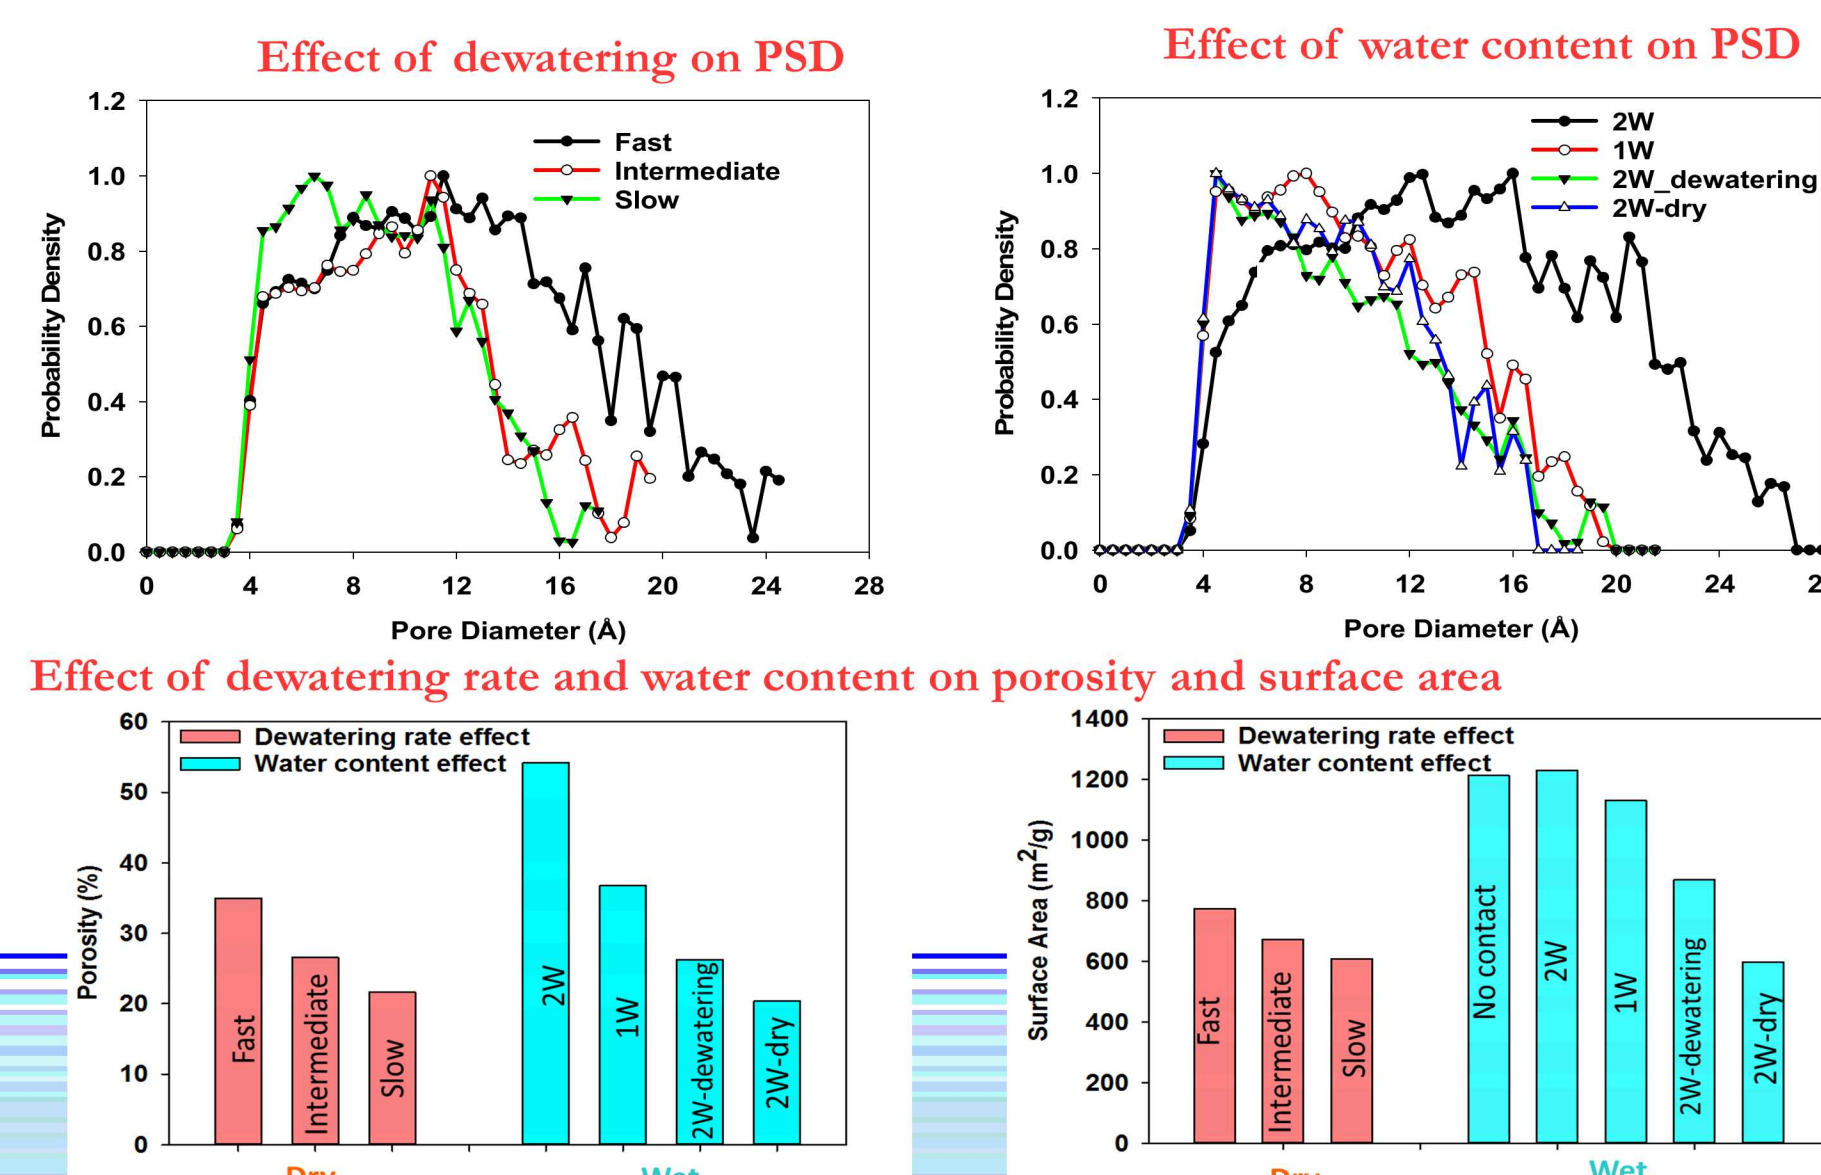 Effect of dewatering on PSD
1.2
1.0
0.8
0.6
0.4
0.2
0.0
Probability Density
Fast
Intermediate
Slow
0 4 8 12 16 20 24 28
Pore Diameter (Å)
Effect of water content on PSD
1.2
1.0
0.8
0.6
0.4
0.2
0.0
Probability Density
2W
1W
2W_dewatering
2W-dry
0 4 8 12 16 20 24
Pore Diameter (Å)
Effect of dewatering rate and water content on porosity and surface area
60
50
40
30
20
10
0
Porosity (%)
Dewatering rate effect
Water content effect
Fast
Intermediate
Slow
2W
1W
2W-dewatering
2W-dry
Dry
Wet
1400
1200
1000
800
600
400
200
0
Surface Area (m²/g)
Dewatering rate effect
Water content effect
Fast
Intermediate
Slow
No contact
2W
1W
2W-dewatering
2W-dry
Dry
Wet